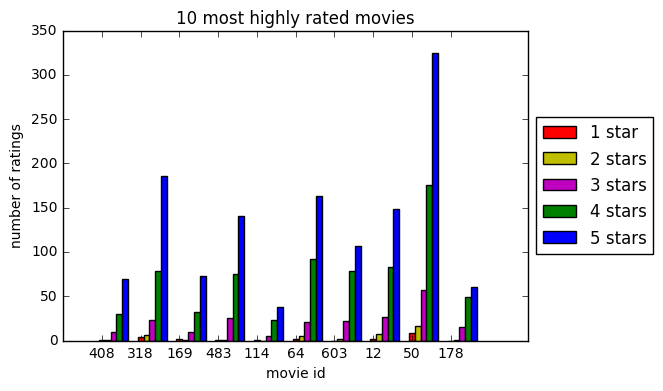 10 most highly rated movies
350
300
250
200
150
100
50
0
number of ratings
408 318 169 483 114 64 603 12 50 178
movie id
1 star
2 stars
3 stars
4 stars
5 stars